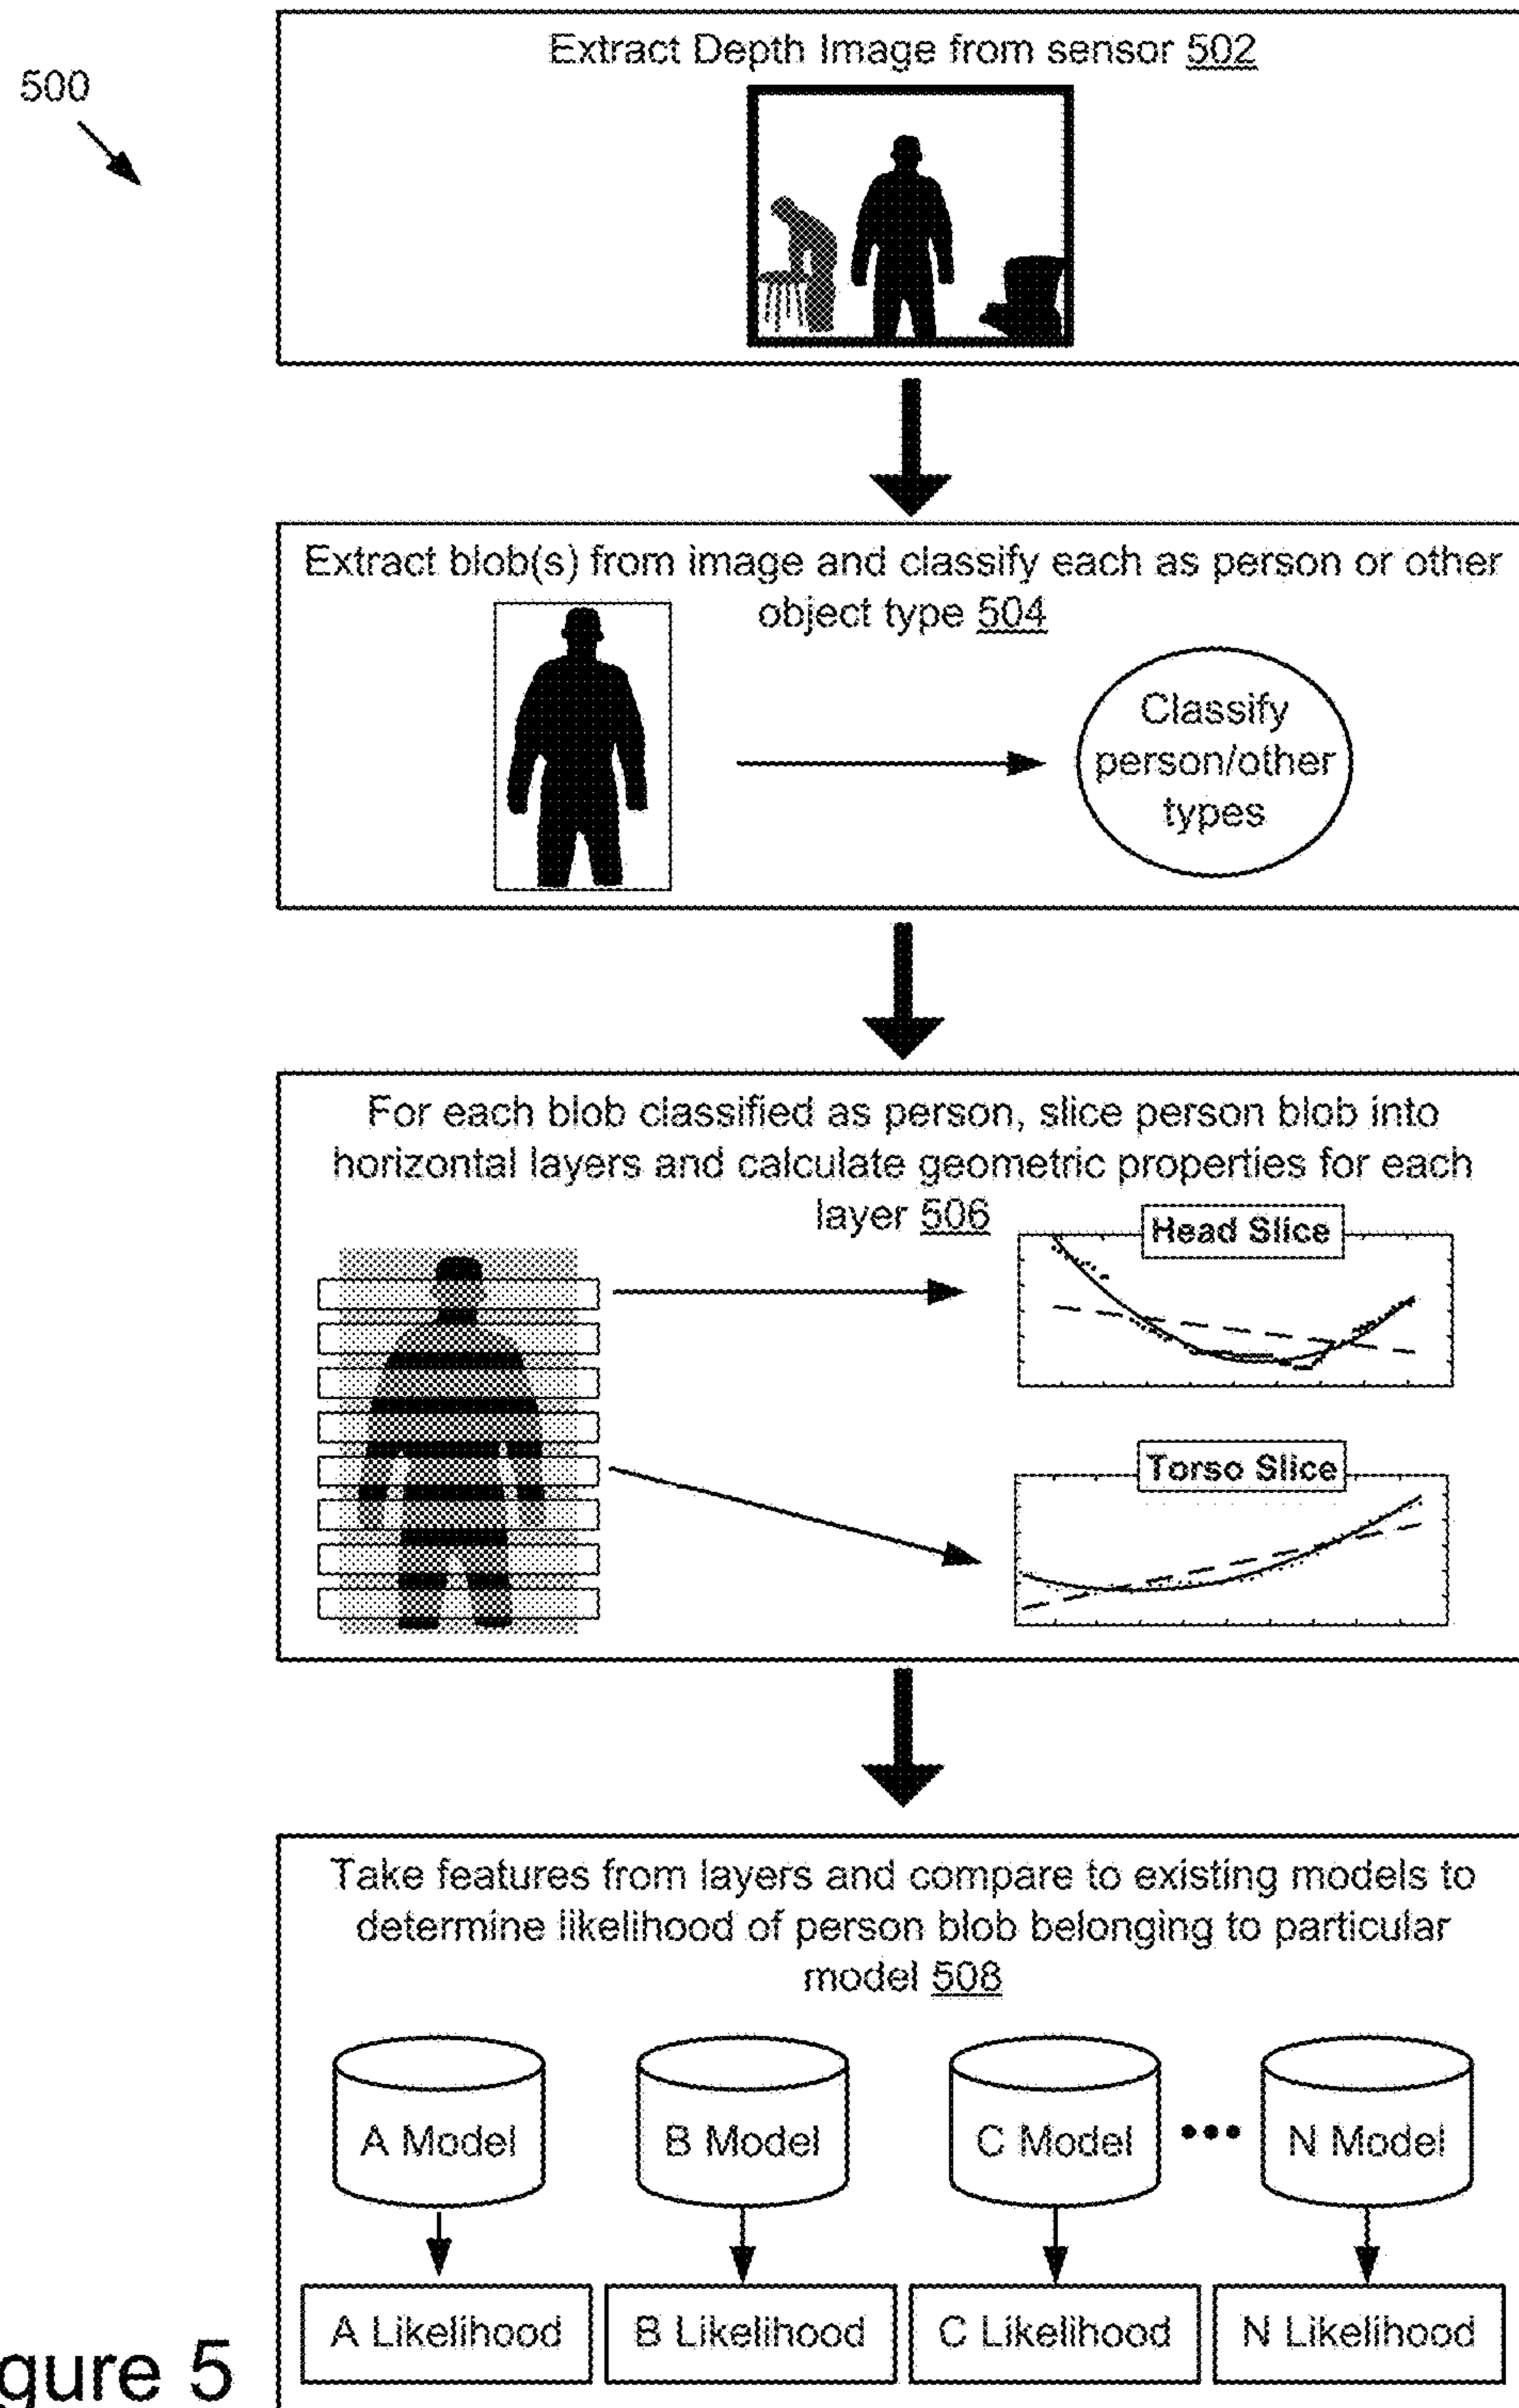 500
Extract Depth Image from sensor 502
Extract blob(s) from image and classify each as person or other
object type 504
Classify
person/other
types
For each blob classified as person, slice person blob into
horizontal layers and calculate geometric properties for each
layer 506
Head Slice
Torso Slice
Take features from layers and compare to existing models to
determine likelihood of person blob belonging to particular
model 508
A Model
B Model
C Model
•••
N Model
A Likelihood
B Likelihood
C Likelihood
N Likelihood
gure 5